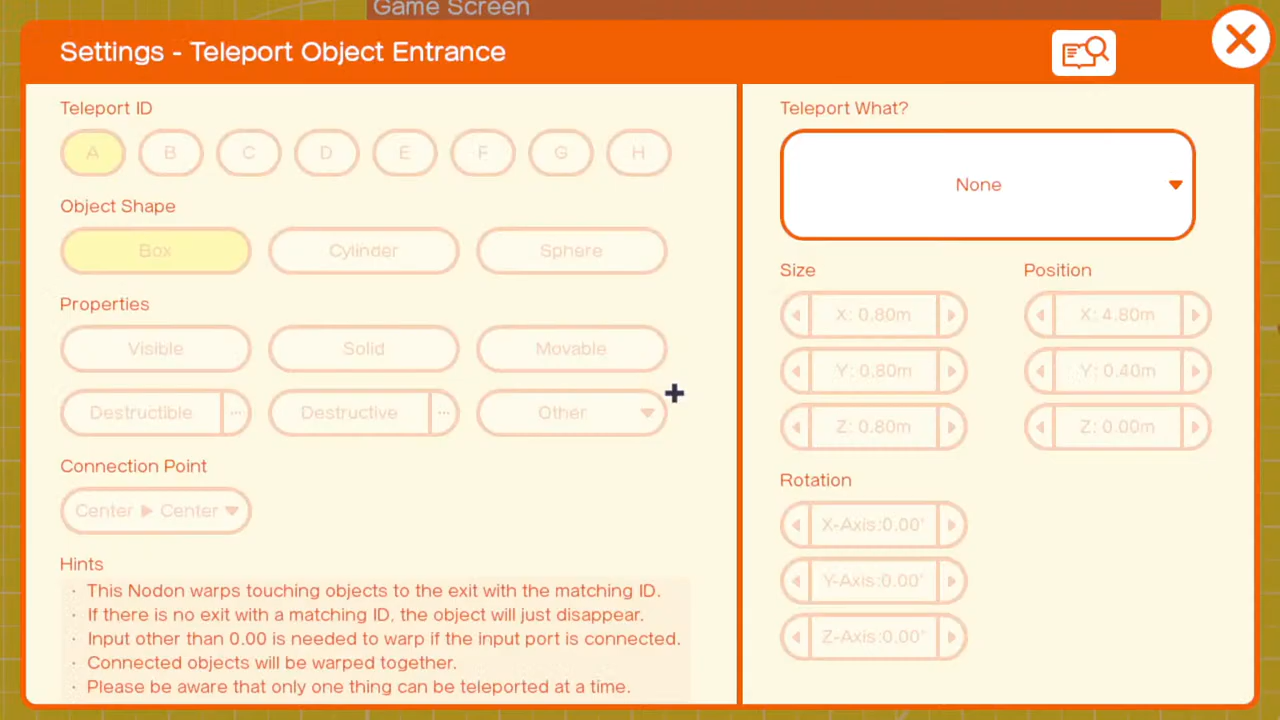 Game Screen
Settings - Teleport Object Entrance
Teleport ID
A B C D E F G H
Object Shape
Box Cylinder Sphere
Properties
Visible Solid Movable
Destructible ... Destructive ... Other
Connection Point
Center ▶ Center
Hints
· This Nodon warps touching objects to the exit with the matching ID.
· If there is no exit with a matching ID, the object will just disappear.
· Input other than 0.00 is needed to warp if the input port is connected.
· Connected objects will be warped together.
· Please be aware that only one thing can be teleported at a time.
Teleport What?
None
Size
X: 0.80m
Y: 0.80m
Z: 0.80m
Position
X: 4.80m
Y: 0.40m
Z: 0.00m
Rotation
X-Axis:0.00°
Y-Axis:0.00°
Z-Axis:0.00°